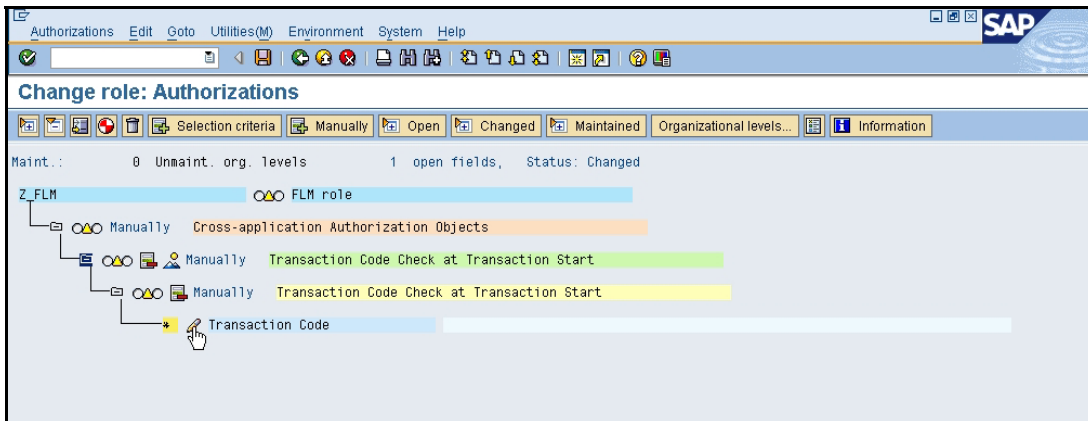 Authorizations Edit Goto Utilities(M) Environment System Help
SAP
Change role: Authorizations
Selection criteria Manually Open Changed Maintained Organizational levels... Information
Maint.: 0 Unmaint. org. levels 1 open fields, Status: Changed
Z_FLM FLM role
Manually Cross-application Authorization Objects
Manually Transaction Code Check at Transaction Start
Manually Transaction Code Check at Transaction Start
* Transaction Code